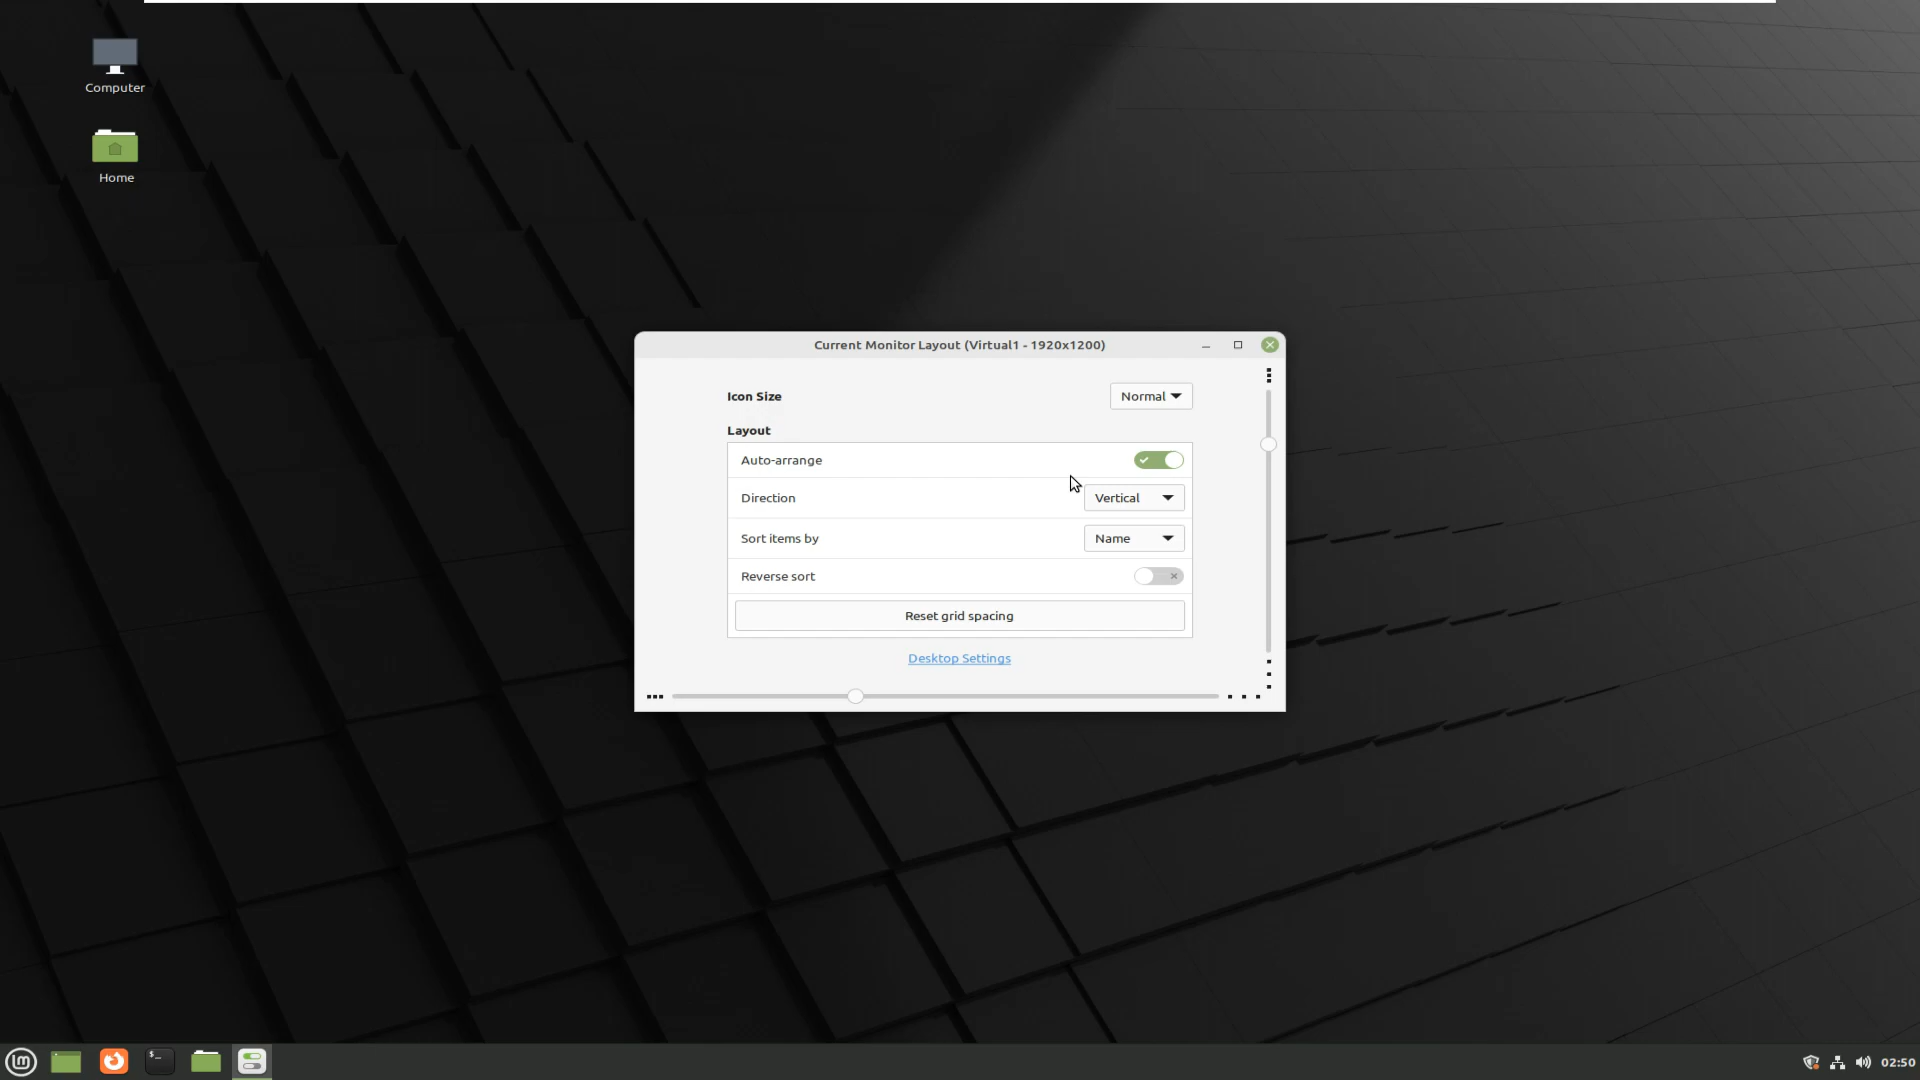 Computer
Home
Current Monitor Layout (Virtual1 - 1920x1200)
Icon Size
Normal
Layout
Auto-arrange
Direction
Vertical
Sort items by
Name
Reverse sort
Reset grid spacing
Desktop Settings
$_
02:50